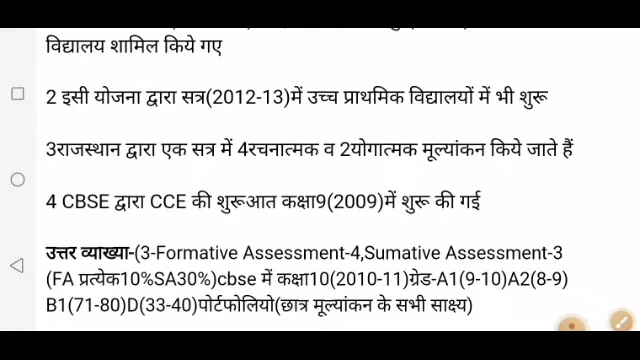 विद्यालय शामिल किये गए
2 इसी योजना द्वारा सत्र(2012-13)में उच्च प्राथमिक विद्यालयों में भी शुरू
3राजस्थान द्वारा एक सत्र में 4रचनात्मक व 2योगात्मक मूल्यांकन किये जाते हैं
4 CBSE द्वारा CCE की शुरूआत कक्षा9(2009)में शुरू की गई
उत्तर व्याख्या-(3-Formative Assessment-4,Sumative Assessment-3
(FA प्रत्येक10%SA30%)cbse में कक्षा10(2010-11)ग्रेड-A1(9-10)A2(8-9)
B1(71-80)D(33-40)पोर्टफोलियो(छात्र मूल्यांकन के सभी साक्ष्य)